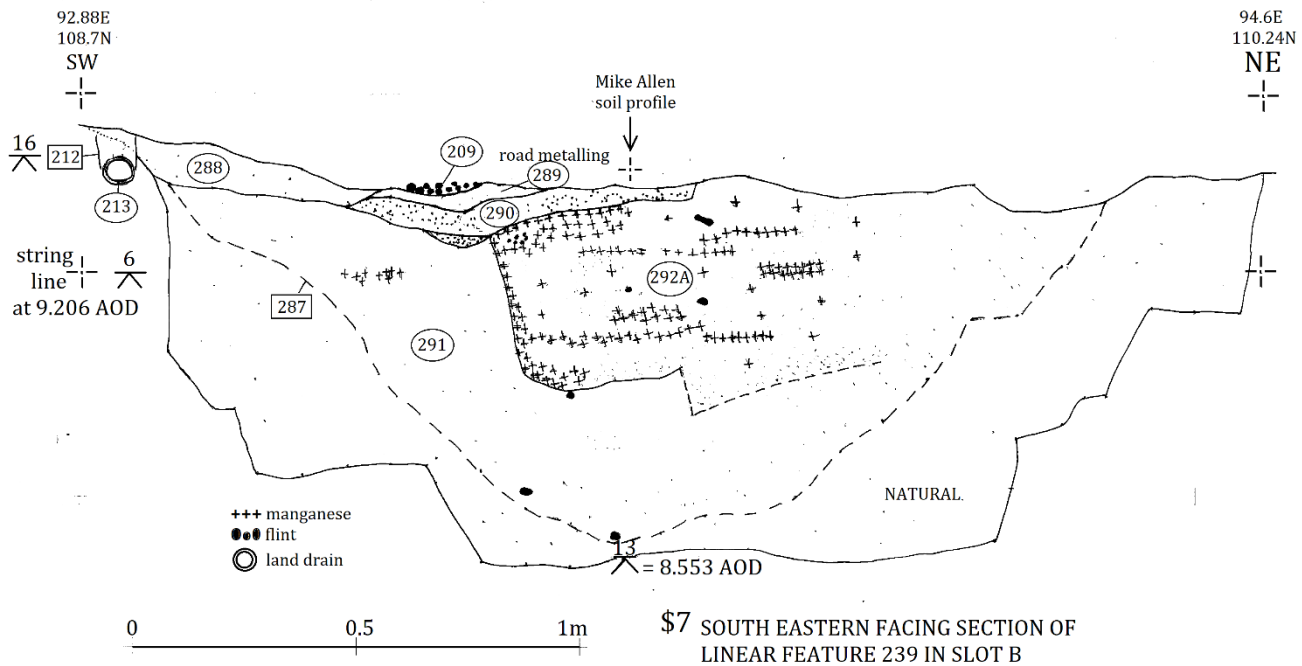 92.88E
108.7N
SW
94.6E
110.24N
NE
Mike Allen
soil profile
16
212
213
288
209
road metalling
289
290
string
line
at 9.206 AOD
6
287
291
292A
NATURAL.
+++ manganese
flint
land drain
13
= 8.553 AOD
0 0.5 1m
$7 SOUTH EASTERN FACING SECTION OF
LINEAR FEATURE 239 IN SLOT B